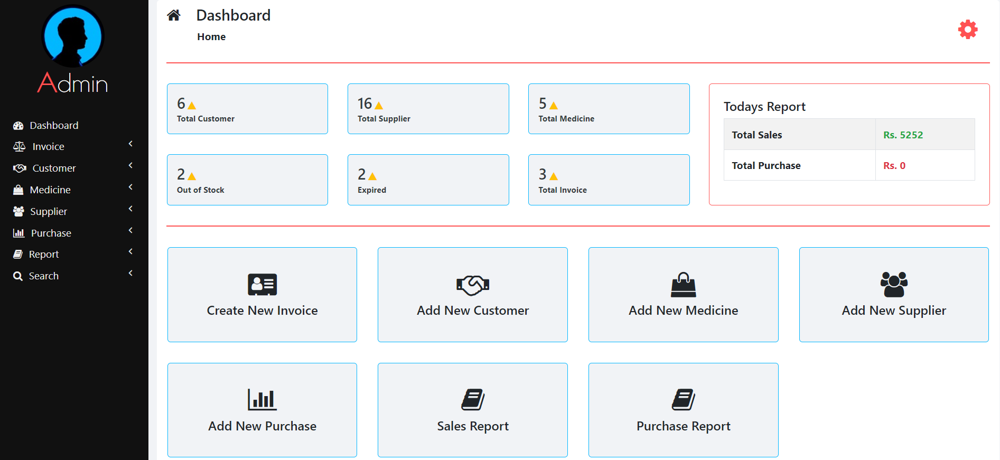 Admin
Dashboard
Invoice
Customer
Medicine
Supplier
Purchase
Report
Search
Dashboard
Home
6
Total Customer
16
Total Supplier
5
Total Medicine
2
Out of Stock
2
Expired
3
Total Invoice
Todays Report
Total Sales Rs. 5252
Total Purchase Rs. 0
Create New Invoice
Add New Customer
Add New Medicine
Add New Supplier
Add New Purchase
Sales Report
Purchase Report